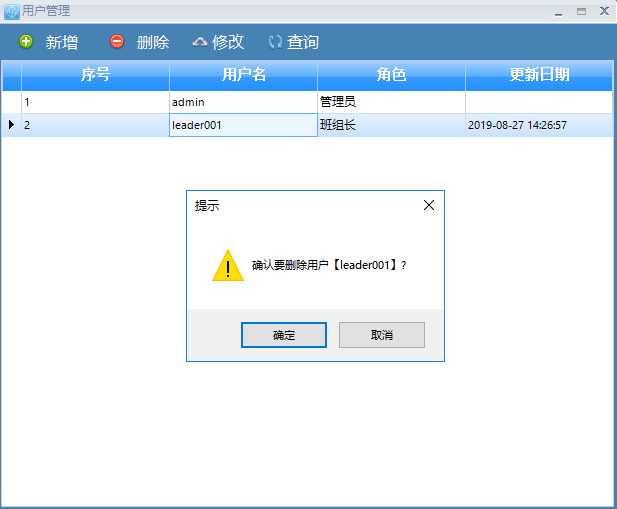 用户管理
新增 删除 修改 查询
序号 用户名 角色 更新日期
1 admin 管理员
2 leader001 班组长 2019-08-27 14:26:57
提示
确认要删除用户【leader001】?
确定 取消